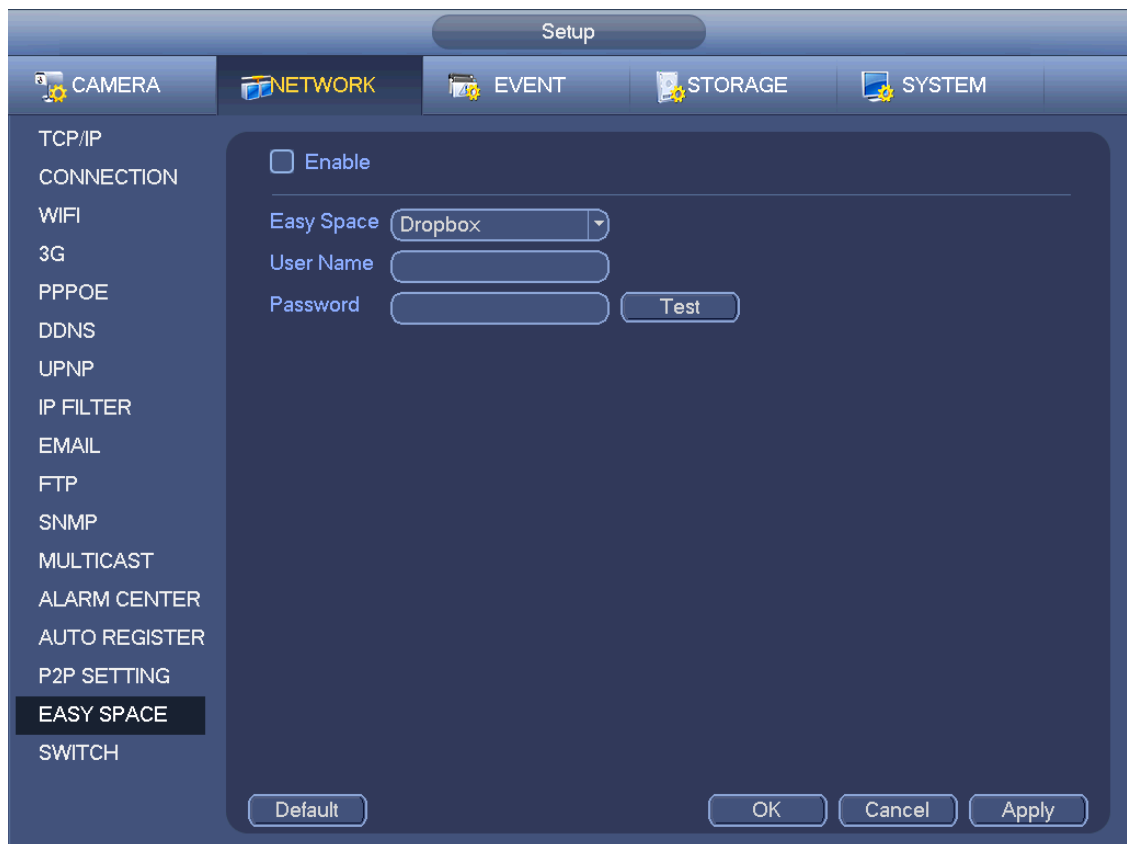 Setup
CAMERA NETWORK EVENT STORAGE SYSTEM
TCP/IP
CONNECTION
WIFI
3G
PPPOE
DDNS
UPNP
IP FILTER
EMAIL
FTP
SNMP
MULTICAST
ALARM CENTER
AUTO REGISTER
P2P SETTING
EASY SPACE
SWITCH
Enable
Easy Space Dropbox
User Name
Password Test
Default OK Cancel Apply